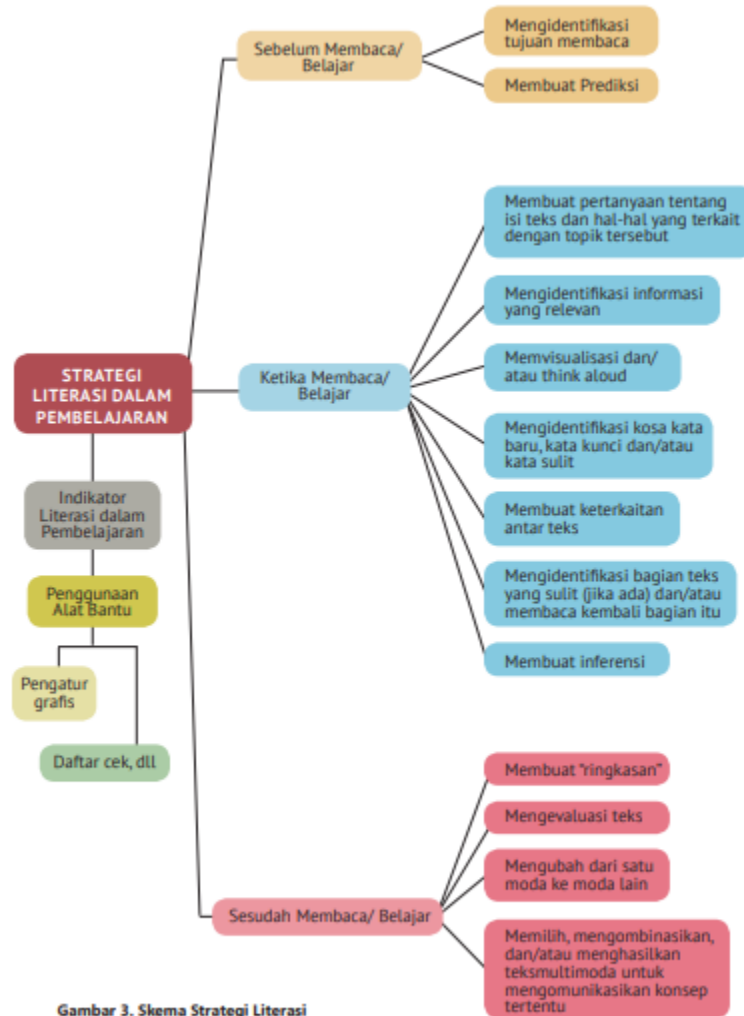 Sebelum Membaca/
Belajar
Mengidentifikasi
tujuan membaca
Membuat Prediksi
STRATEGI
LITERASI DALAM
PEMBELAJARAN
Ketika Membaca/
Belajar
Membuat pertanyaan tentang
isi teks dan hal-hal yang terkait
dengan topik tersebut
Mengidentifikasi informasi
yang relevan
Memvisualisasi dan/
atau think aloud
Mengidentifikasi kosa kata
baru, kata kunci dan/atau
kata sulit
Membuat keterkaitan
antar teks
Mengidentifikasi bagian teks
yang sulit (jika ada) dan/atau
membaca kembali bagian itu
Membuat inferensi
Indikator
Literasi dalam
Pembelajaran
Penggunaan
Alat Bantu
Pengatur
grafis
Daftar cek, dll
Sesudah Membaca/ Belajar
Membuat "ringkasan"
Mengevaluasi teks
Mengubah dari satu
moda ke moda lain
Memilih, mengombinasikan,
dan/atau menghasilkan
teksmultimoda untuk
mengomunikasikan konsep
tertentu
Gambar 3. Skema Strategi Literasi